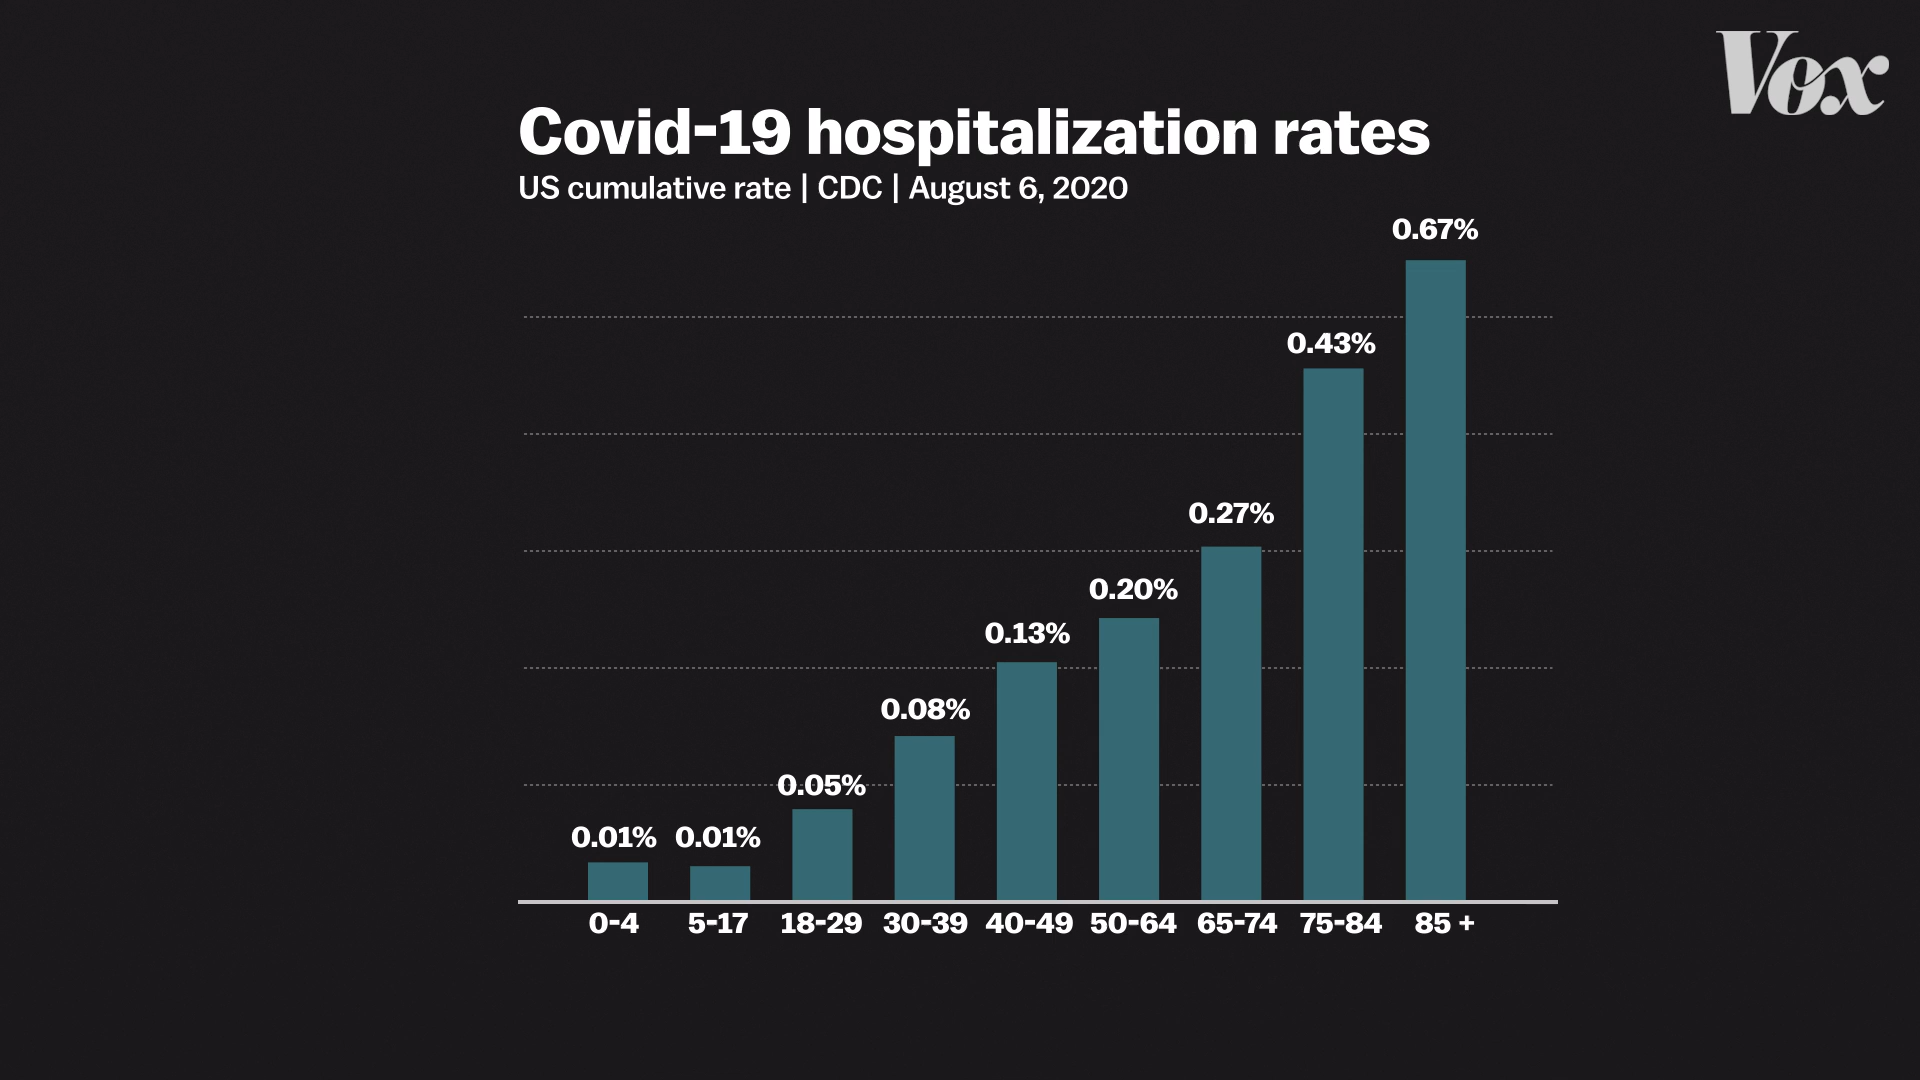 Vox
Covid-19 hospitalization rates
US cumulative rate | CDC | August 6, 2020
0.67%
0.43%
0.27%
0.20%
0.13%
0.08%
0.05%
0.01% 0.01%
0-4 5-17 18-29 30-39 40-49 50-64 65-74 75-84 85 +